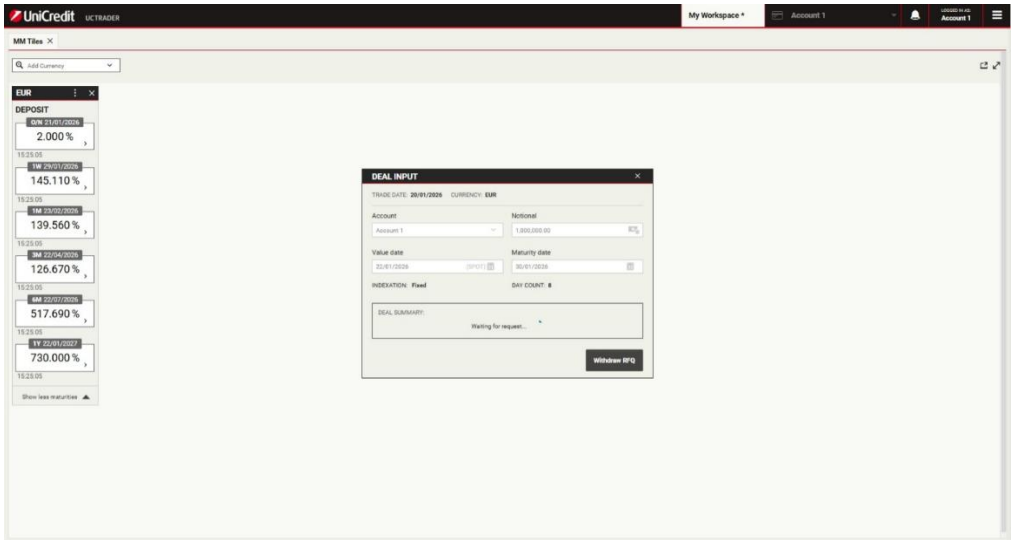 UniCredit UCTRADER
My Workspace *
Account 1
LOGGED IN AS:
Account 1
MM Tiles ×
Add Currency
EUR
DEPOSIT
O/N 21/01/2026
2.000 %
15:25:05
1W 29/01/2026
145.110 %
15:25:05
1M 23/02/2026
139.560 %
15:25:05
3M 22/04/2026
126.670 %
15:25:05
6M 22/07/2026
517.690 %
15:25:05
1Y 22/01/2027
730.000 %
15:25:05
Show less maturities
DEAL INPUT
TRADE DATE: 20/01/2026 CURRENCY: EUR
Account
Account 1
Notional
1,000,000.00
Value date
22/01/2026 (SPOT)
Maturity date
30/01/2026
INDEXATION: Fixed
DAY COUNT: 8
DEAL SUMMARY:
Waiting for request...
Withdraw RFQ